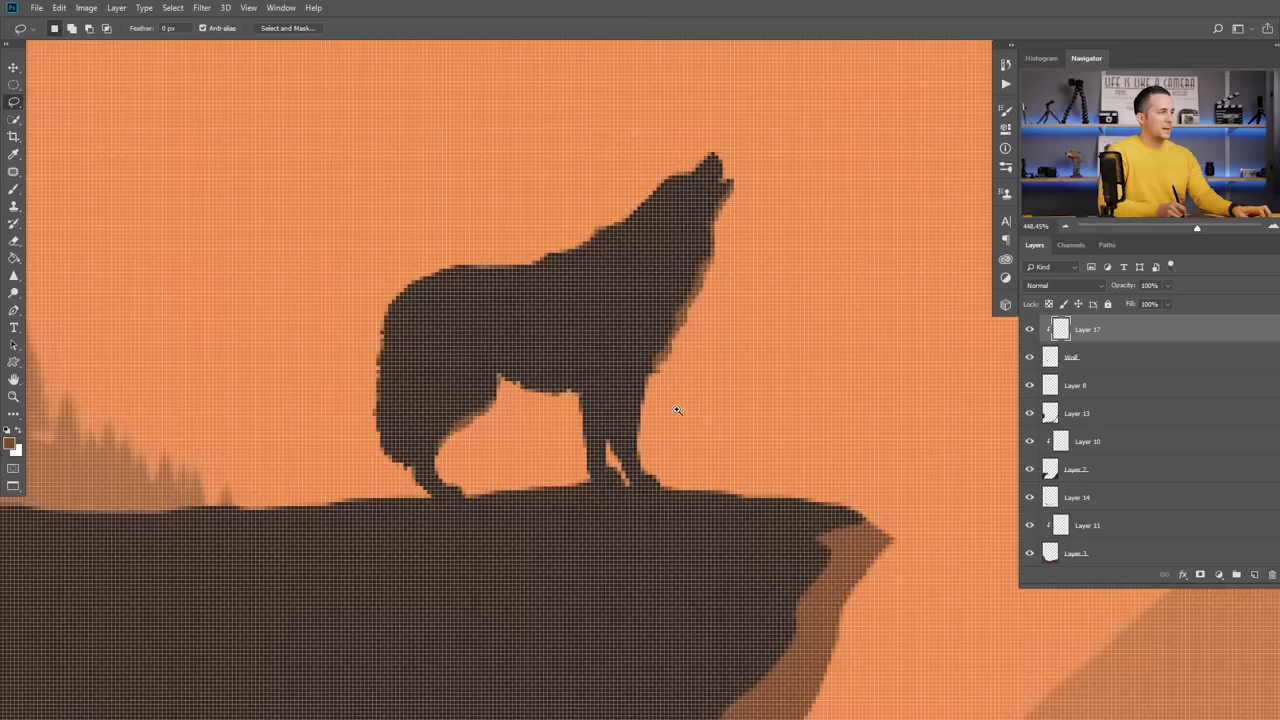 Ps File Edit Image Layer Type Select Filter 3D View Window Help
Feather: 0 px Anti-alias Select and Mask...
Histogram Navigator
LIFE IS LIKE A CAMERA
448.45%
Layers Channels Paths
Kind
Normal Opacity: 100%
Lock: Fill: 100%
Layer 17
Wolf
Layer 8
Layer 13
Layer 10
Layer 2
Layer 14
Layer 11
Layer 3